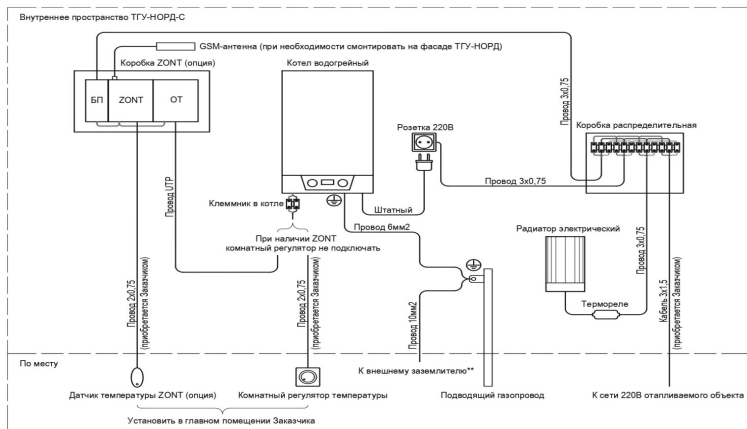 Внутреннее пространство ТГУ-НОРД-С
GSM-антенна (при необходимости смонтировать на фасаде ТГУ-НОРД)
Коробка ZONT (опция)
БП
ZONT
ОТ
Котел водогрейный
Розетка 220В
Провод 3х0,75
Коробка распределительная
Провод 3х0,75
Провод UTP
Клеммник в котле
Штатный
Провод 6мм2
При наличии ZONT
комнатный регулятор не подключать
Радиатор электрический
Провод 3х0,75
Термореле
Провод 2х0,75
(приобретается Заказчиком)
Провод 2х0,75
(приобретается Заказчиком)
Провод 10мм2
Кабель 3х1,5
(приобретается Заказчиком)
По месту
К внешнему заземлителю**
Датчик температуры ZONT (опция)
Комнатный регулятор температуры
Подводящий газопровод
К сети 220В отапливаемого объекта
Установить в главном помещении Заказчика